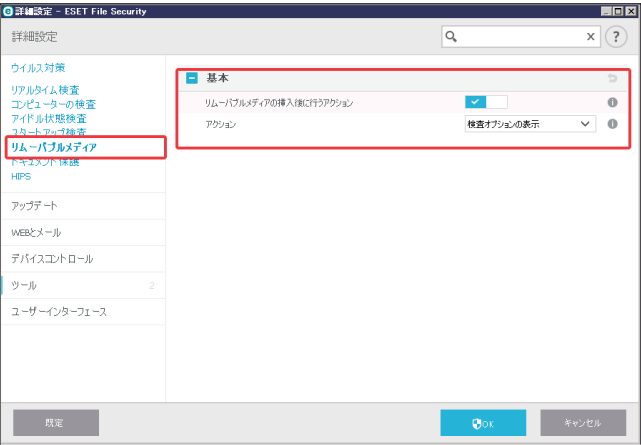 詳細設定 - ESET File Security
詳細設定
ウイルス対策
リアルタイム検査
コンピューターの検査
アイドル状態検査
スタートアップ検査
リムーバブルメディア
ドキュメント保護
HIPS
アップデート
WEBとメール
デバイスコントロール
ツール 2
ユーザーインターフェース
基本
リムーバブルメディアの挿入後に行うアクション
アクション 検査オプションの表示
既定
OK
キャンセル